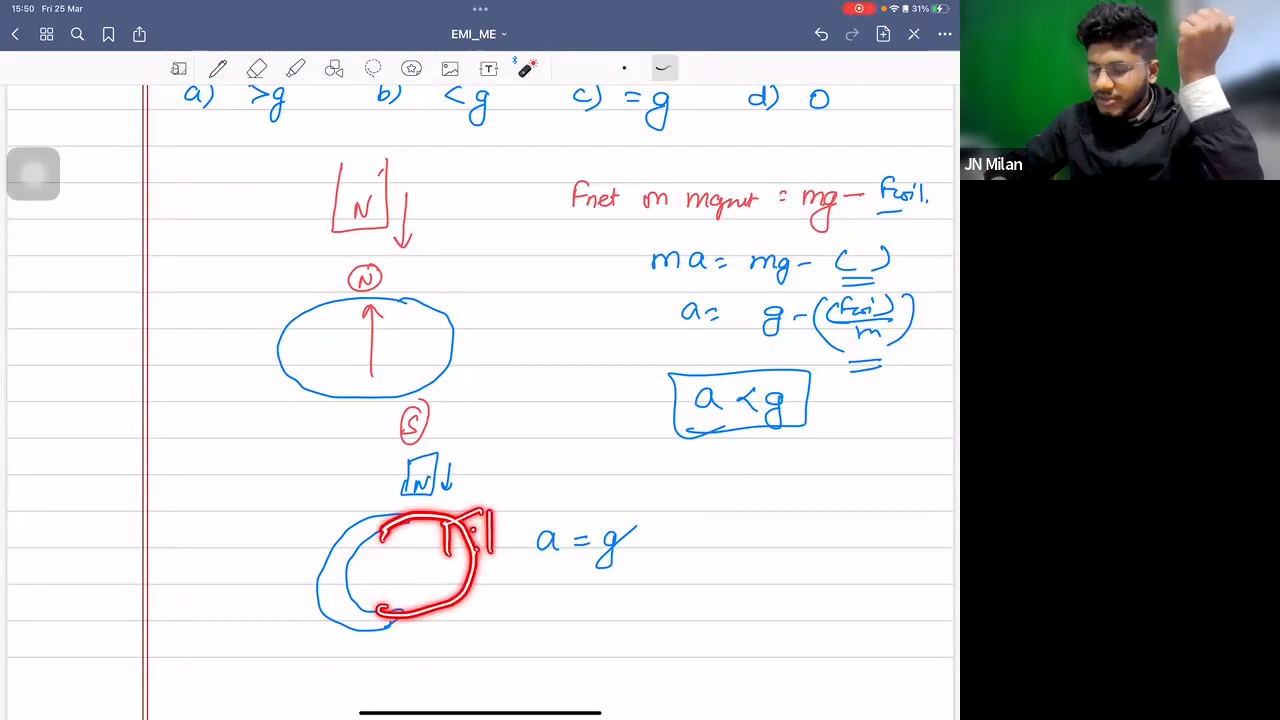 15:50 Fri 25 Mar
31%
EMI_ME
JN Milan
a) >g b) <g c) =g d) 0
N
Fnet on magnet = mg - Fcoil.
N
ma = mg - ( )
a = g - ((Fcoil)/m)
a < g
S
N
a = g